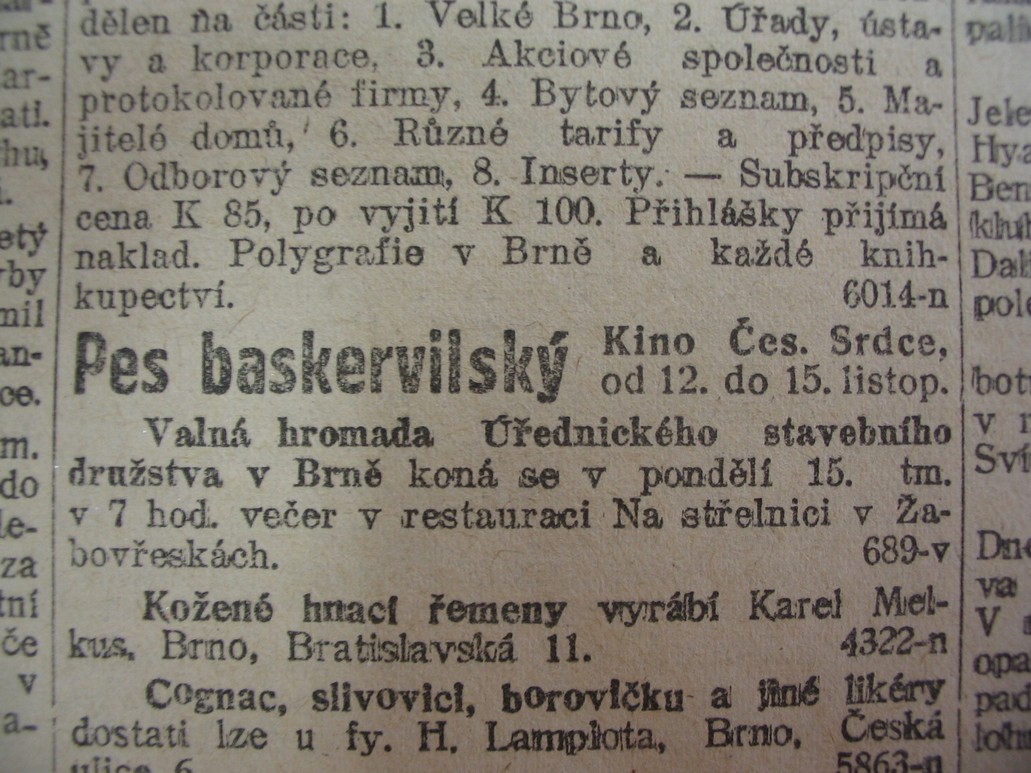 dělen na části: 1. Velké Brno, 2. Úřady, ústa-
vy a korporace, 3. Akciové společnosti a
protokolované firmy, 4. Bytový seznam, 5. Ma-
jitelé domů, 6. Různé tarify a předpisy,
7. Odborový seznam, 8. Inserty. — Subskripční
cena K 85, po vyjití K 100. Přihlášky přijímá
naklad. Polygrafie v Brně a každé knih-
kupectví. 6014-n
Pes baskervilský Kino Čes. Srdce,
od 12. do 15. listop.
Valná hromada Úřednického stavebního
družstva v Brně koná se v pondělí 15. tm.
v 7 hod. večer v restauraci Na střelnici v Ža-
bovřeskách. 689-v
Kožené hnací řemeny vyrábí Karel Mel-
kus, Brno, Bratislavská 11. 4322-n
Cognac, slivovici, borovičku a jiné likéry
dostati lze u fy. H. Lamplota, Brno, Česká
ulice 6 5863-n